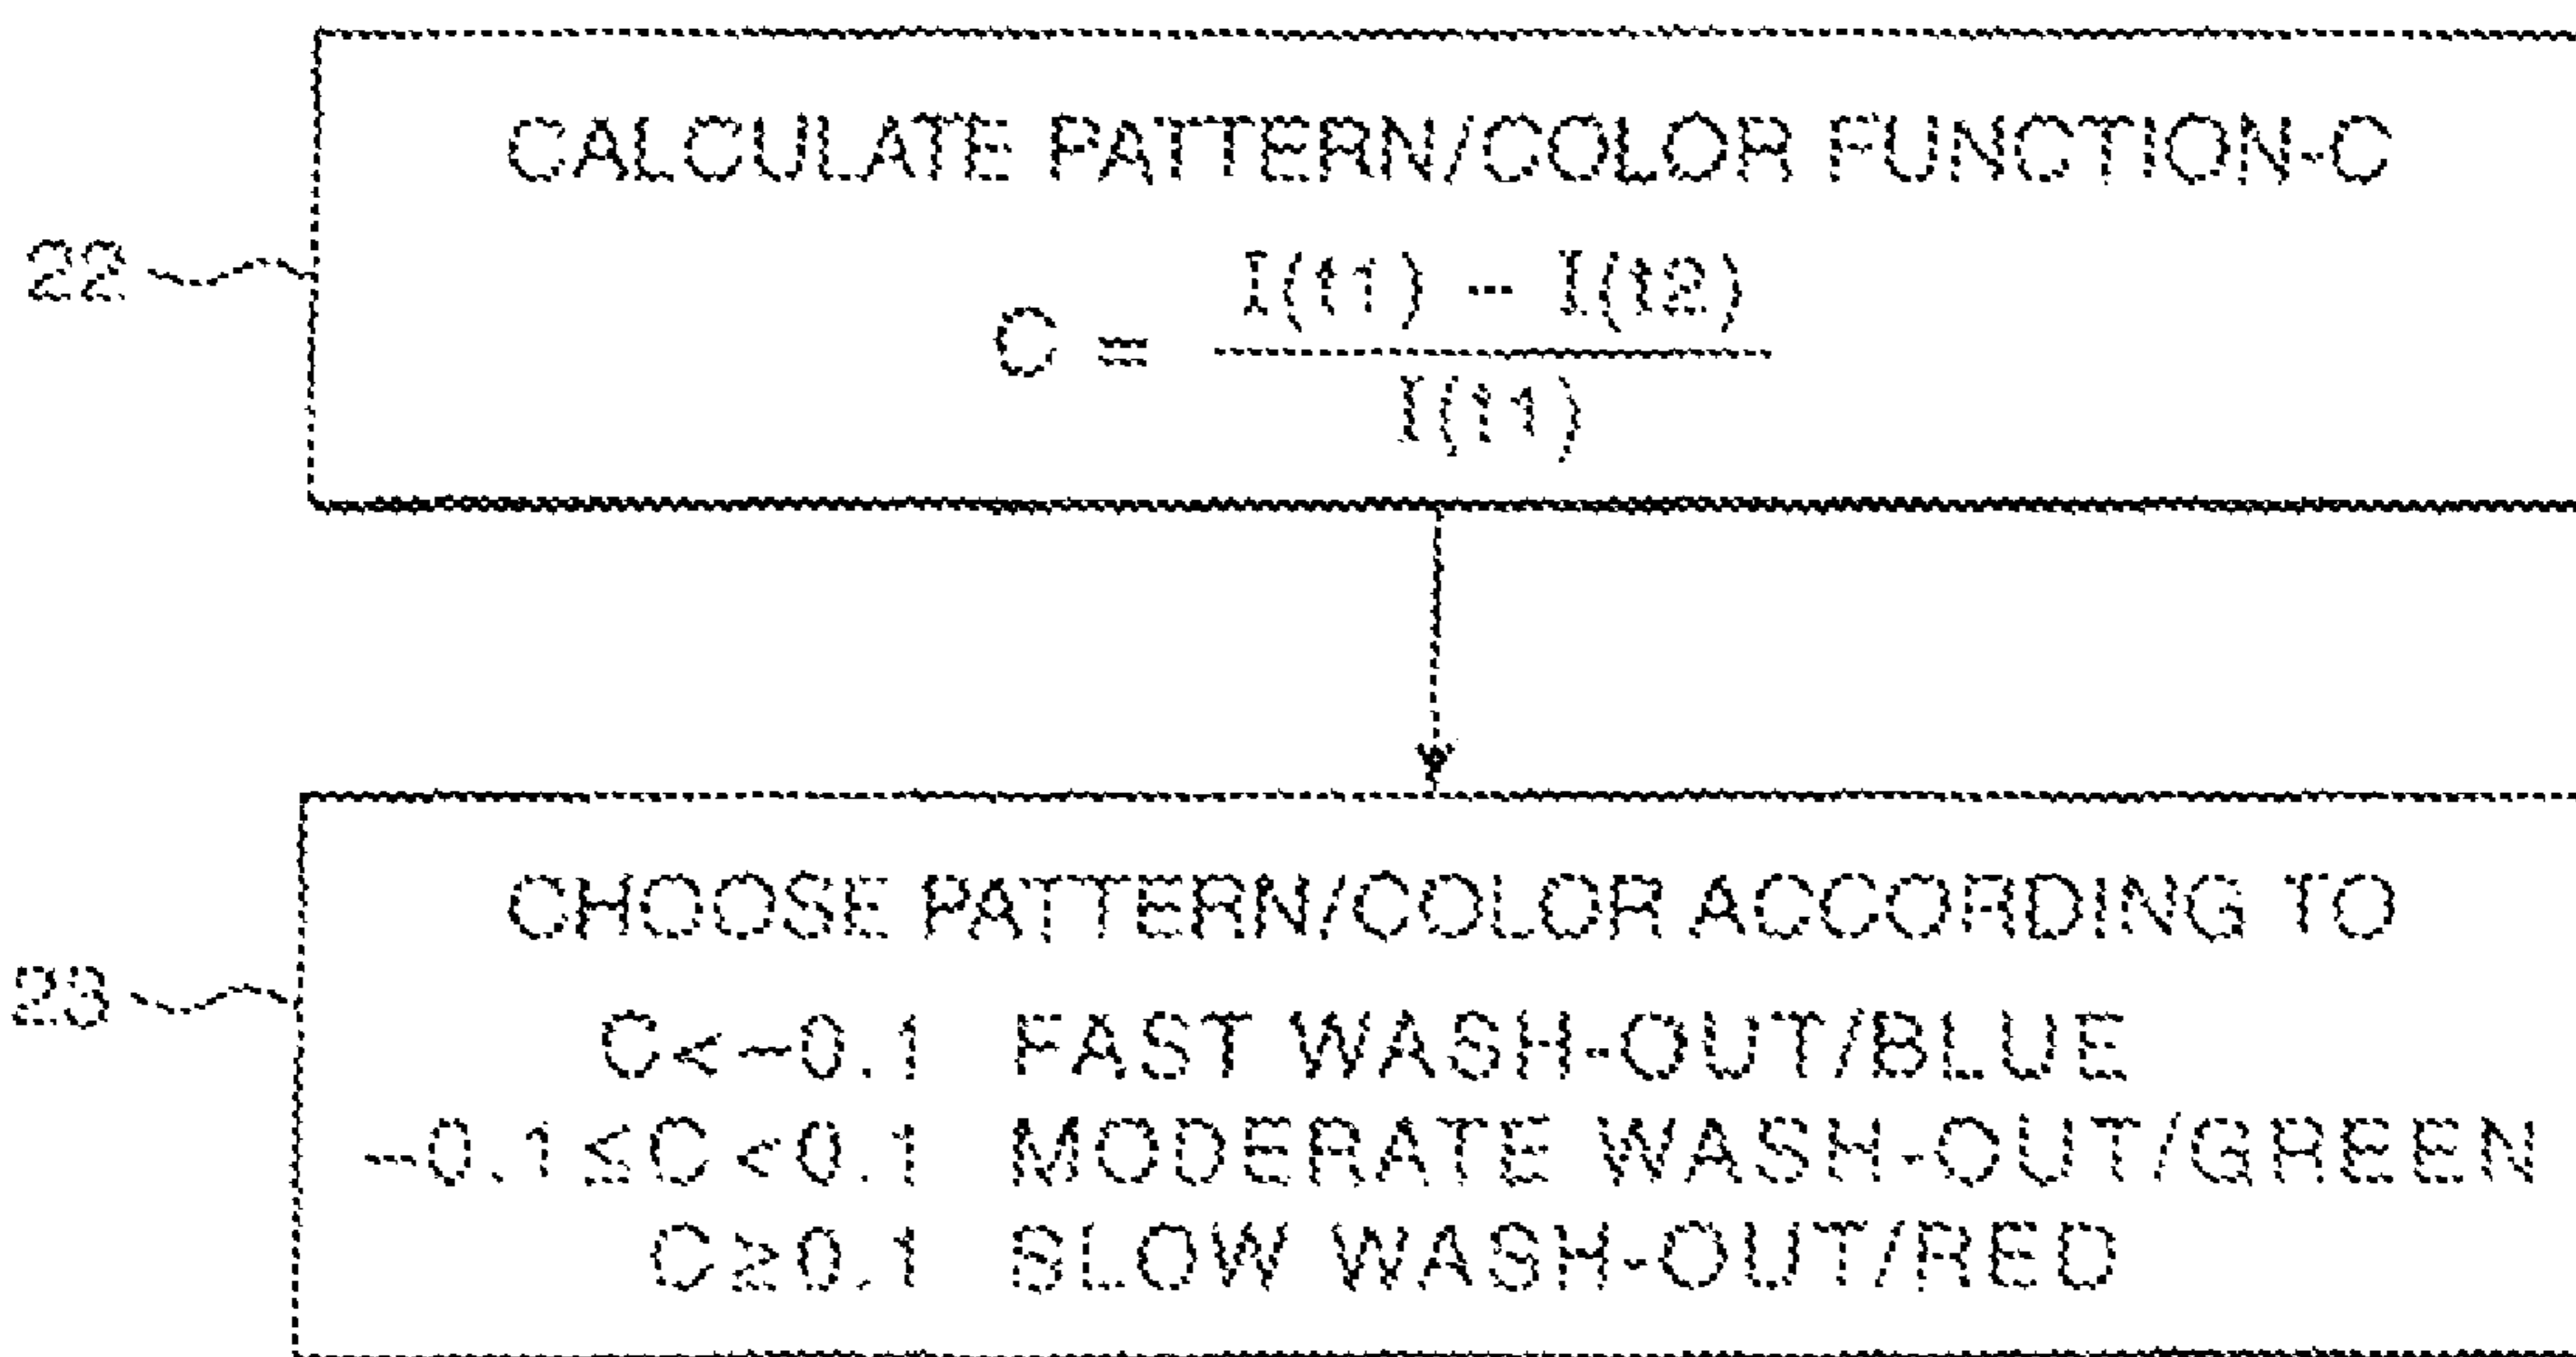 CALCULATE PATTERN/COLOR FUNCTION-C
22
I(t1) - I(t2)
C =
I(t1)
CHOOSE PATTERN/COLOR ACCORDING TO
23
C<-0.1 FAST WASH-OUT/BLUE
-0.1≤C<0.1 MODERATE WASH-OUT/GREEN
C≥0.1 SLOW WASH-OUT/RED